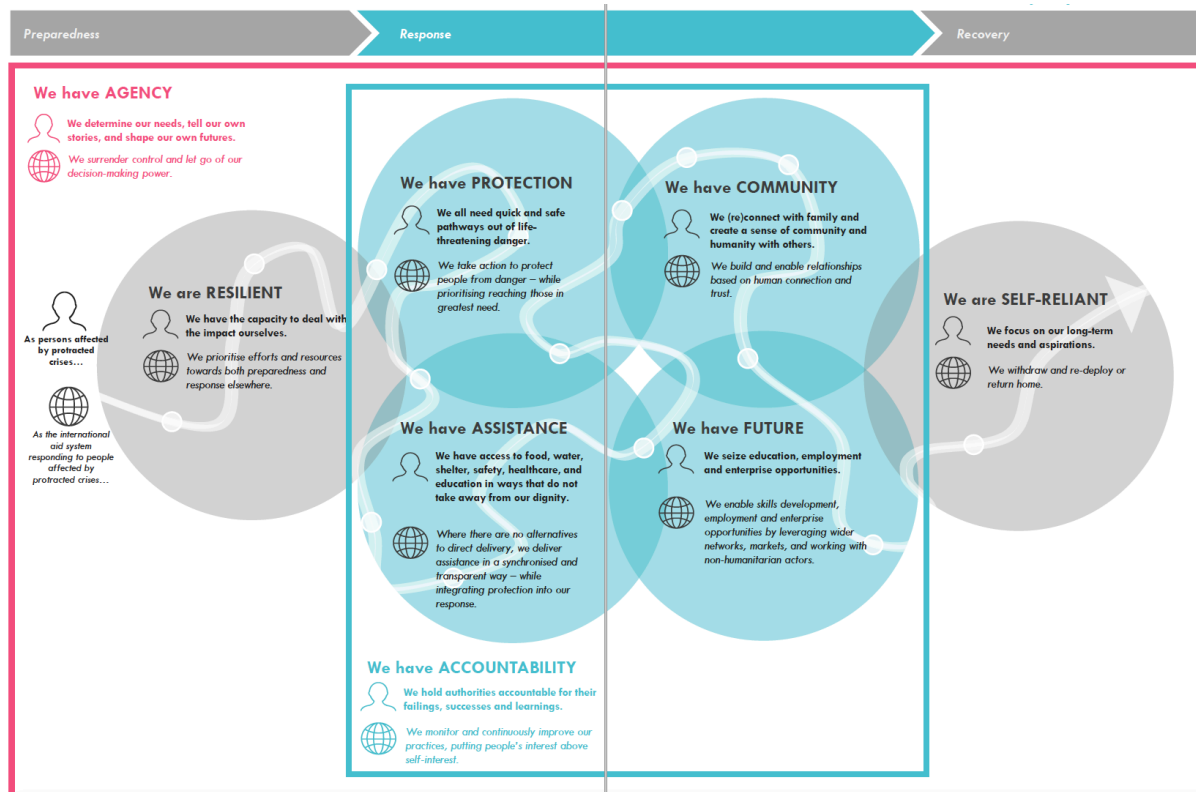 Preparedness
Response
Recovery
We have AGENCY
We determine our needs, tell our own
stories, and shape our own futures.
We surrender control and let go of our
decision-making power.
As persons affected
by protracted
crises...
As the international
aid system
responding to people
affected by
protracted crises...
We are RESILIENT
We have the capacity to deal with
the impact ourselves.
We prioritise efforts and resources
towards both preparedness and
response elsewhere.
We have PROTECTION
We all need quick and safe
pathways out of life-
threatening danger.
We take action to protect
people from danger – while
prioritising reaching those in
greatest need.
We have ASSISTANCE
We have access to food, water,
shelter, safety, healthcare, and
education in ways that do not
take away from our dignity.
Where there are no alternatives
to direct delivery, we deliver
assistance in a synchronised and
transparent way – while
integrating protection into our
response.
We have COMMUNITY
We (re)connect with family and
create a sense of community and
humanity with others.
We build and enable relationships
based on human connection and
trust.
We have FUTURE
We seize education, employment
and enterprise opportunities.
We enable skills development,
employment and enterprise
opportunities by leveraging wider
networks, markets, and working with
non-humanitarian actors.
We are SELF-RELIANT
We focus on our long-term
needs and aspirations.
We withdraw and re-deploy or
return home.
We have ACCOUNTABILITY
We hold authorities accountable for their
failings, successes and learnings.
We monitor and continuously improve our
practices, putting people's interest above
self-interest.